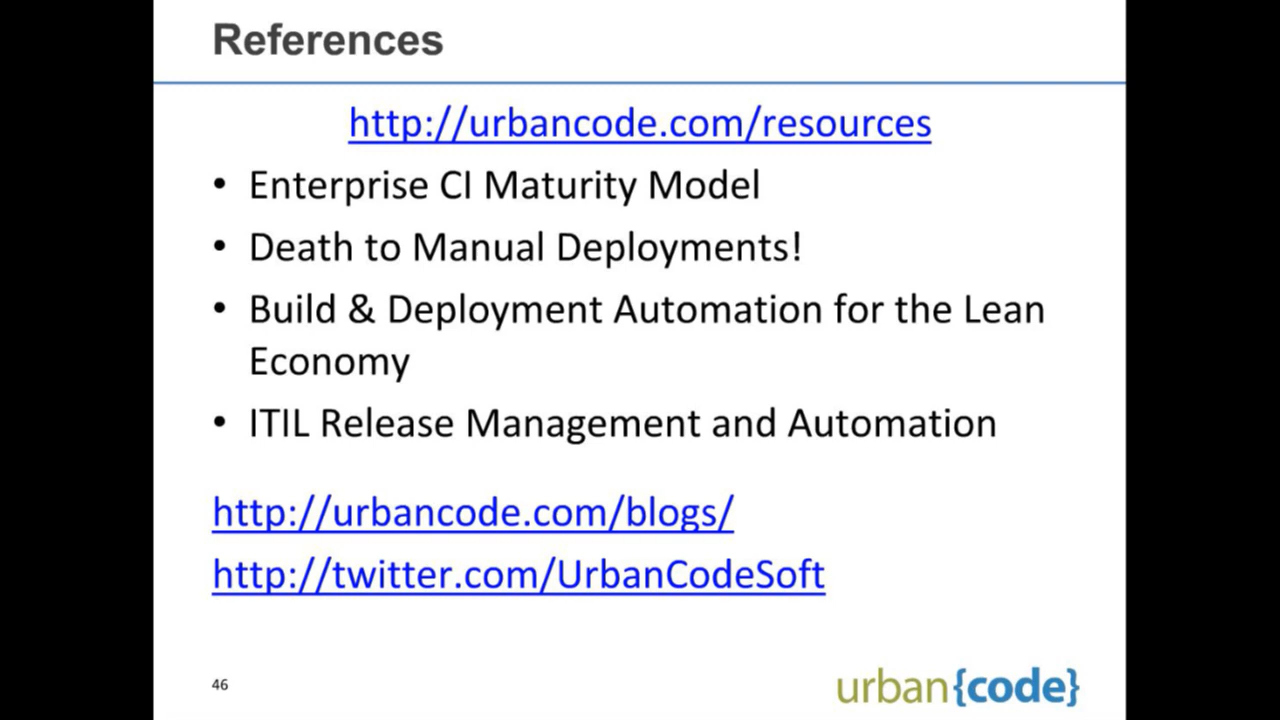 References
http://urbancode.com/resources
• Enterprise CI Maturity Model
• Death to Manual Deployments!
• Build & Deployment Automation for the Lean
Economy
• ITIL Release Management and Automation
http://urbancode.com/blogs/
http://twitter.com/UrbanCodeSoft
46
urban{code}